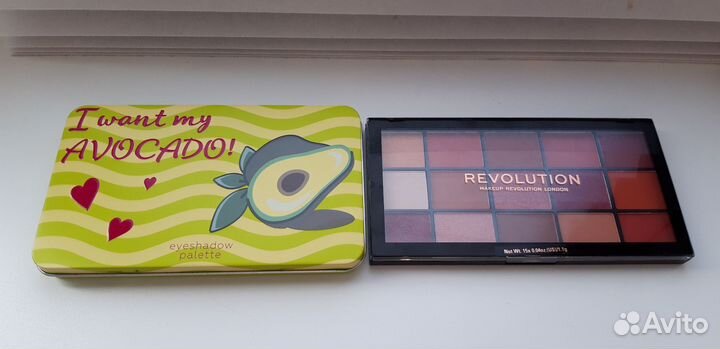 I want my
AVOCADO!
eyeshadow
palette
REVOLUTION
MAKEUP REVOLUTION LONDON
Avito